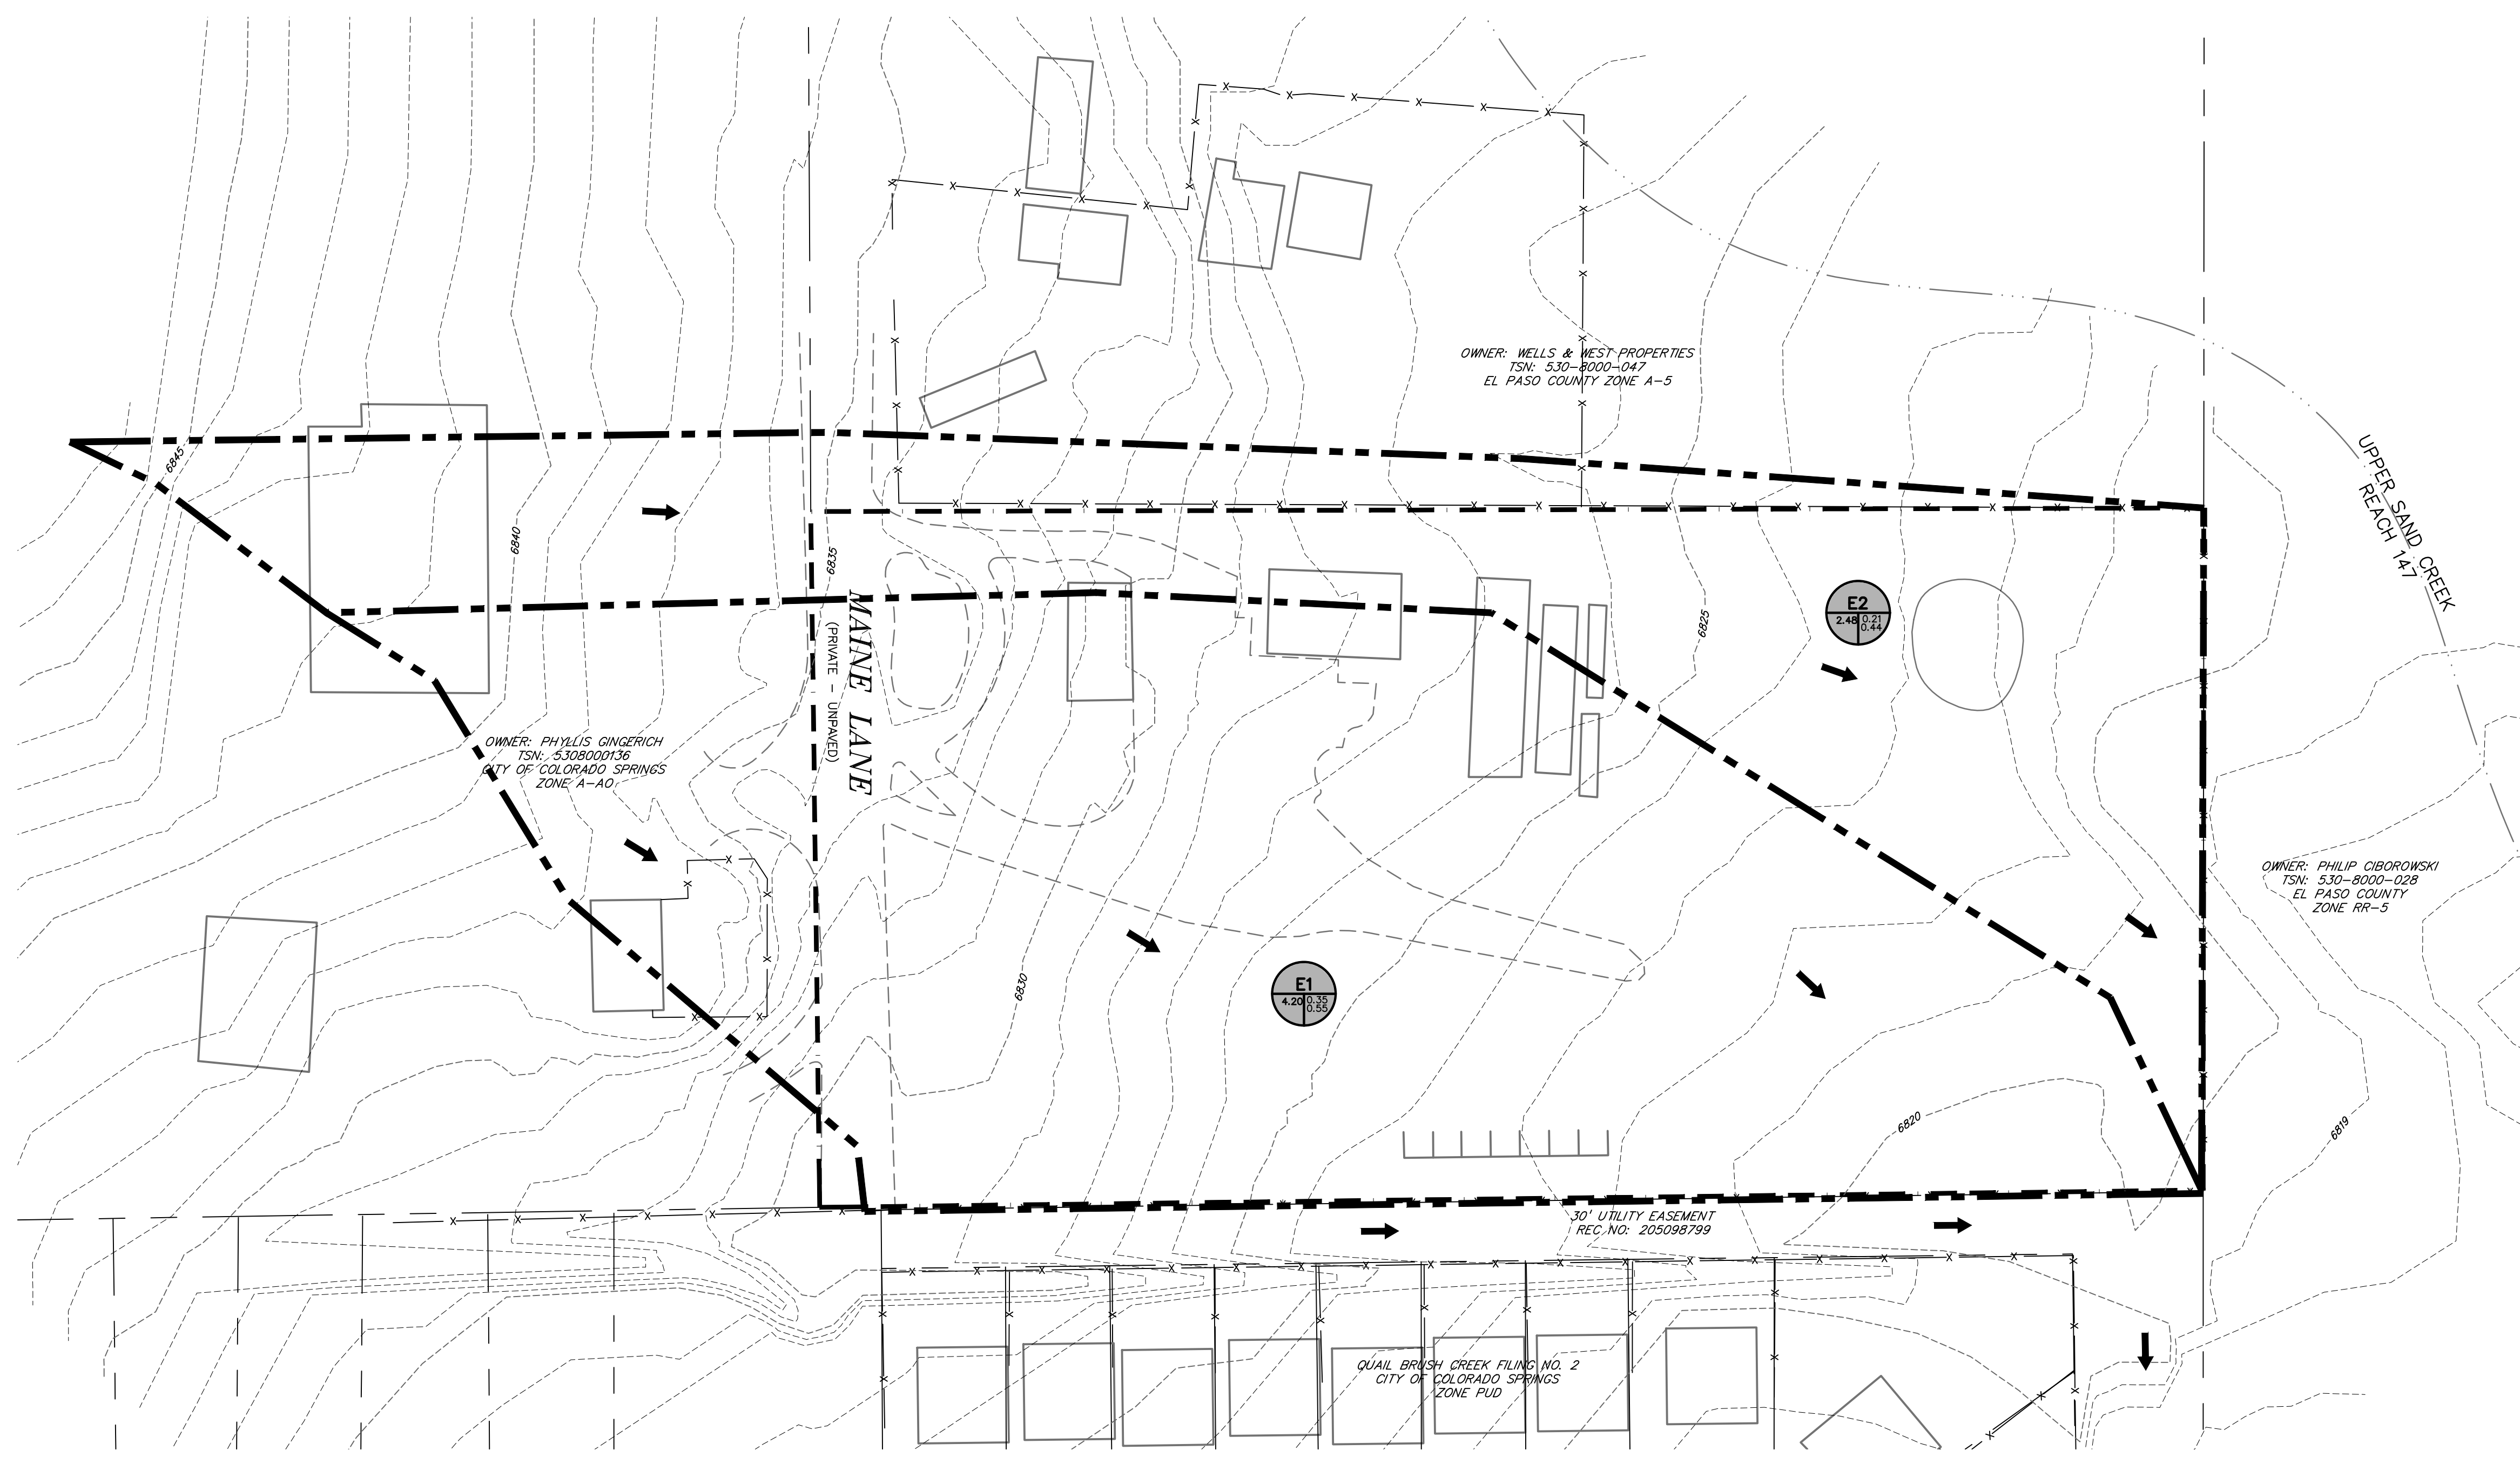 OWNER: WELLS & WEST PROPERTIES
TSN: 530-8000-047
EL PASO COUNTY ZONE A-5
6845
6840
6835
UPPER SAND CREEK
REACH 147
MAINE LANE
(PRIVATE - UNPAVED)
E2
2.48 0.21
0.44
6825
OWNER: PHYLLIS GINGERICH
TSN: 5308000136
CITY OF COLORADO SPRINGS
ZONE A-AO
OWNER: PHILIP CIBOROWSKI
TSN: 530-8000-028
EL PASO COUNTY
ZONE RR-5
6830
E1
4.20 0.35
0.55
6820
6819
30' UTILITY EASEMENT
REC NO: 205098799
QUAIL BRUSH CREEK FILING NO. 2
CITY OF COLORADO SPRINGS
ZONE PUD